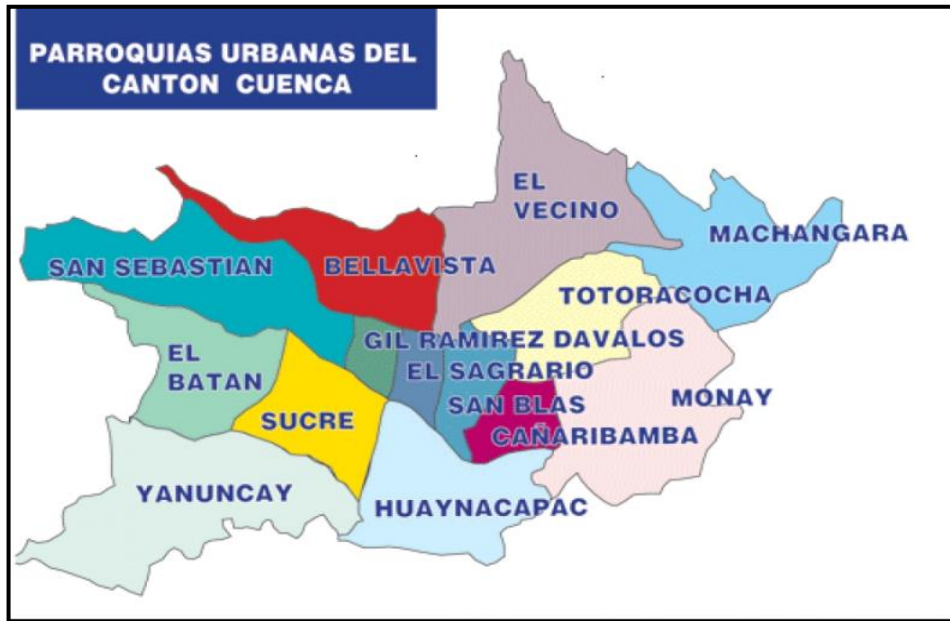 PARROQUIAS URBANAS DEL
CANTON CUENCA
EL
VECINO
MACHANGARA
SAN SEBASTIAN
BELLAVISTA
TOTORACOCHA
GIL RAMIREZ DAVALOS
EL
BATAN
EL SAGRARIO
SAN BLAS
MONAY
SUCRE
CAÑARIBAMBA
YANUNCAY
HUAYNACAPAC